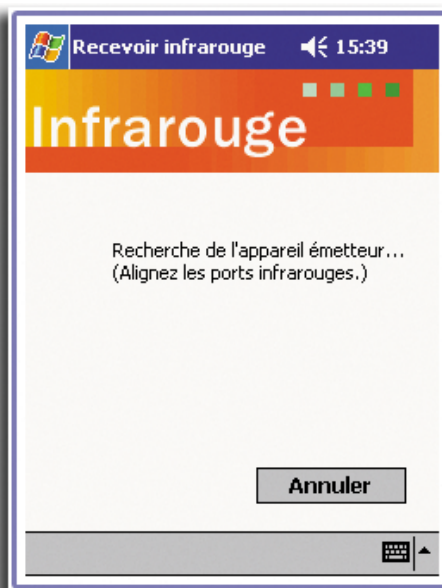 Recevoir infrarouge 15:39
Infrarouge
Recherche de l'appareil émetteur...
(Alignez les ports infrarouges.)
Annuler